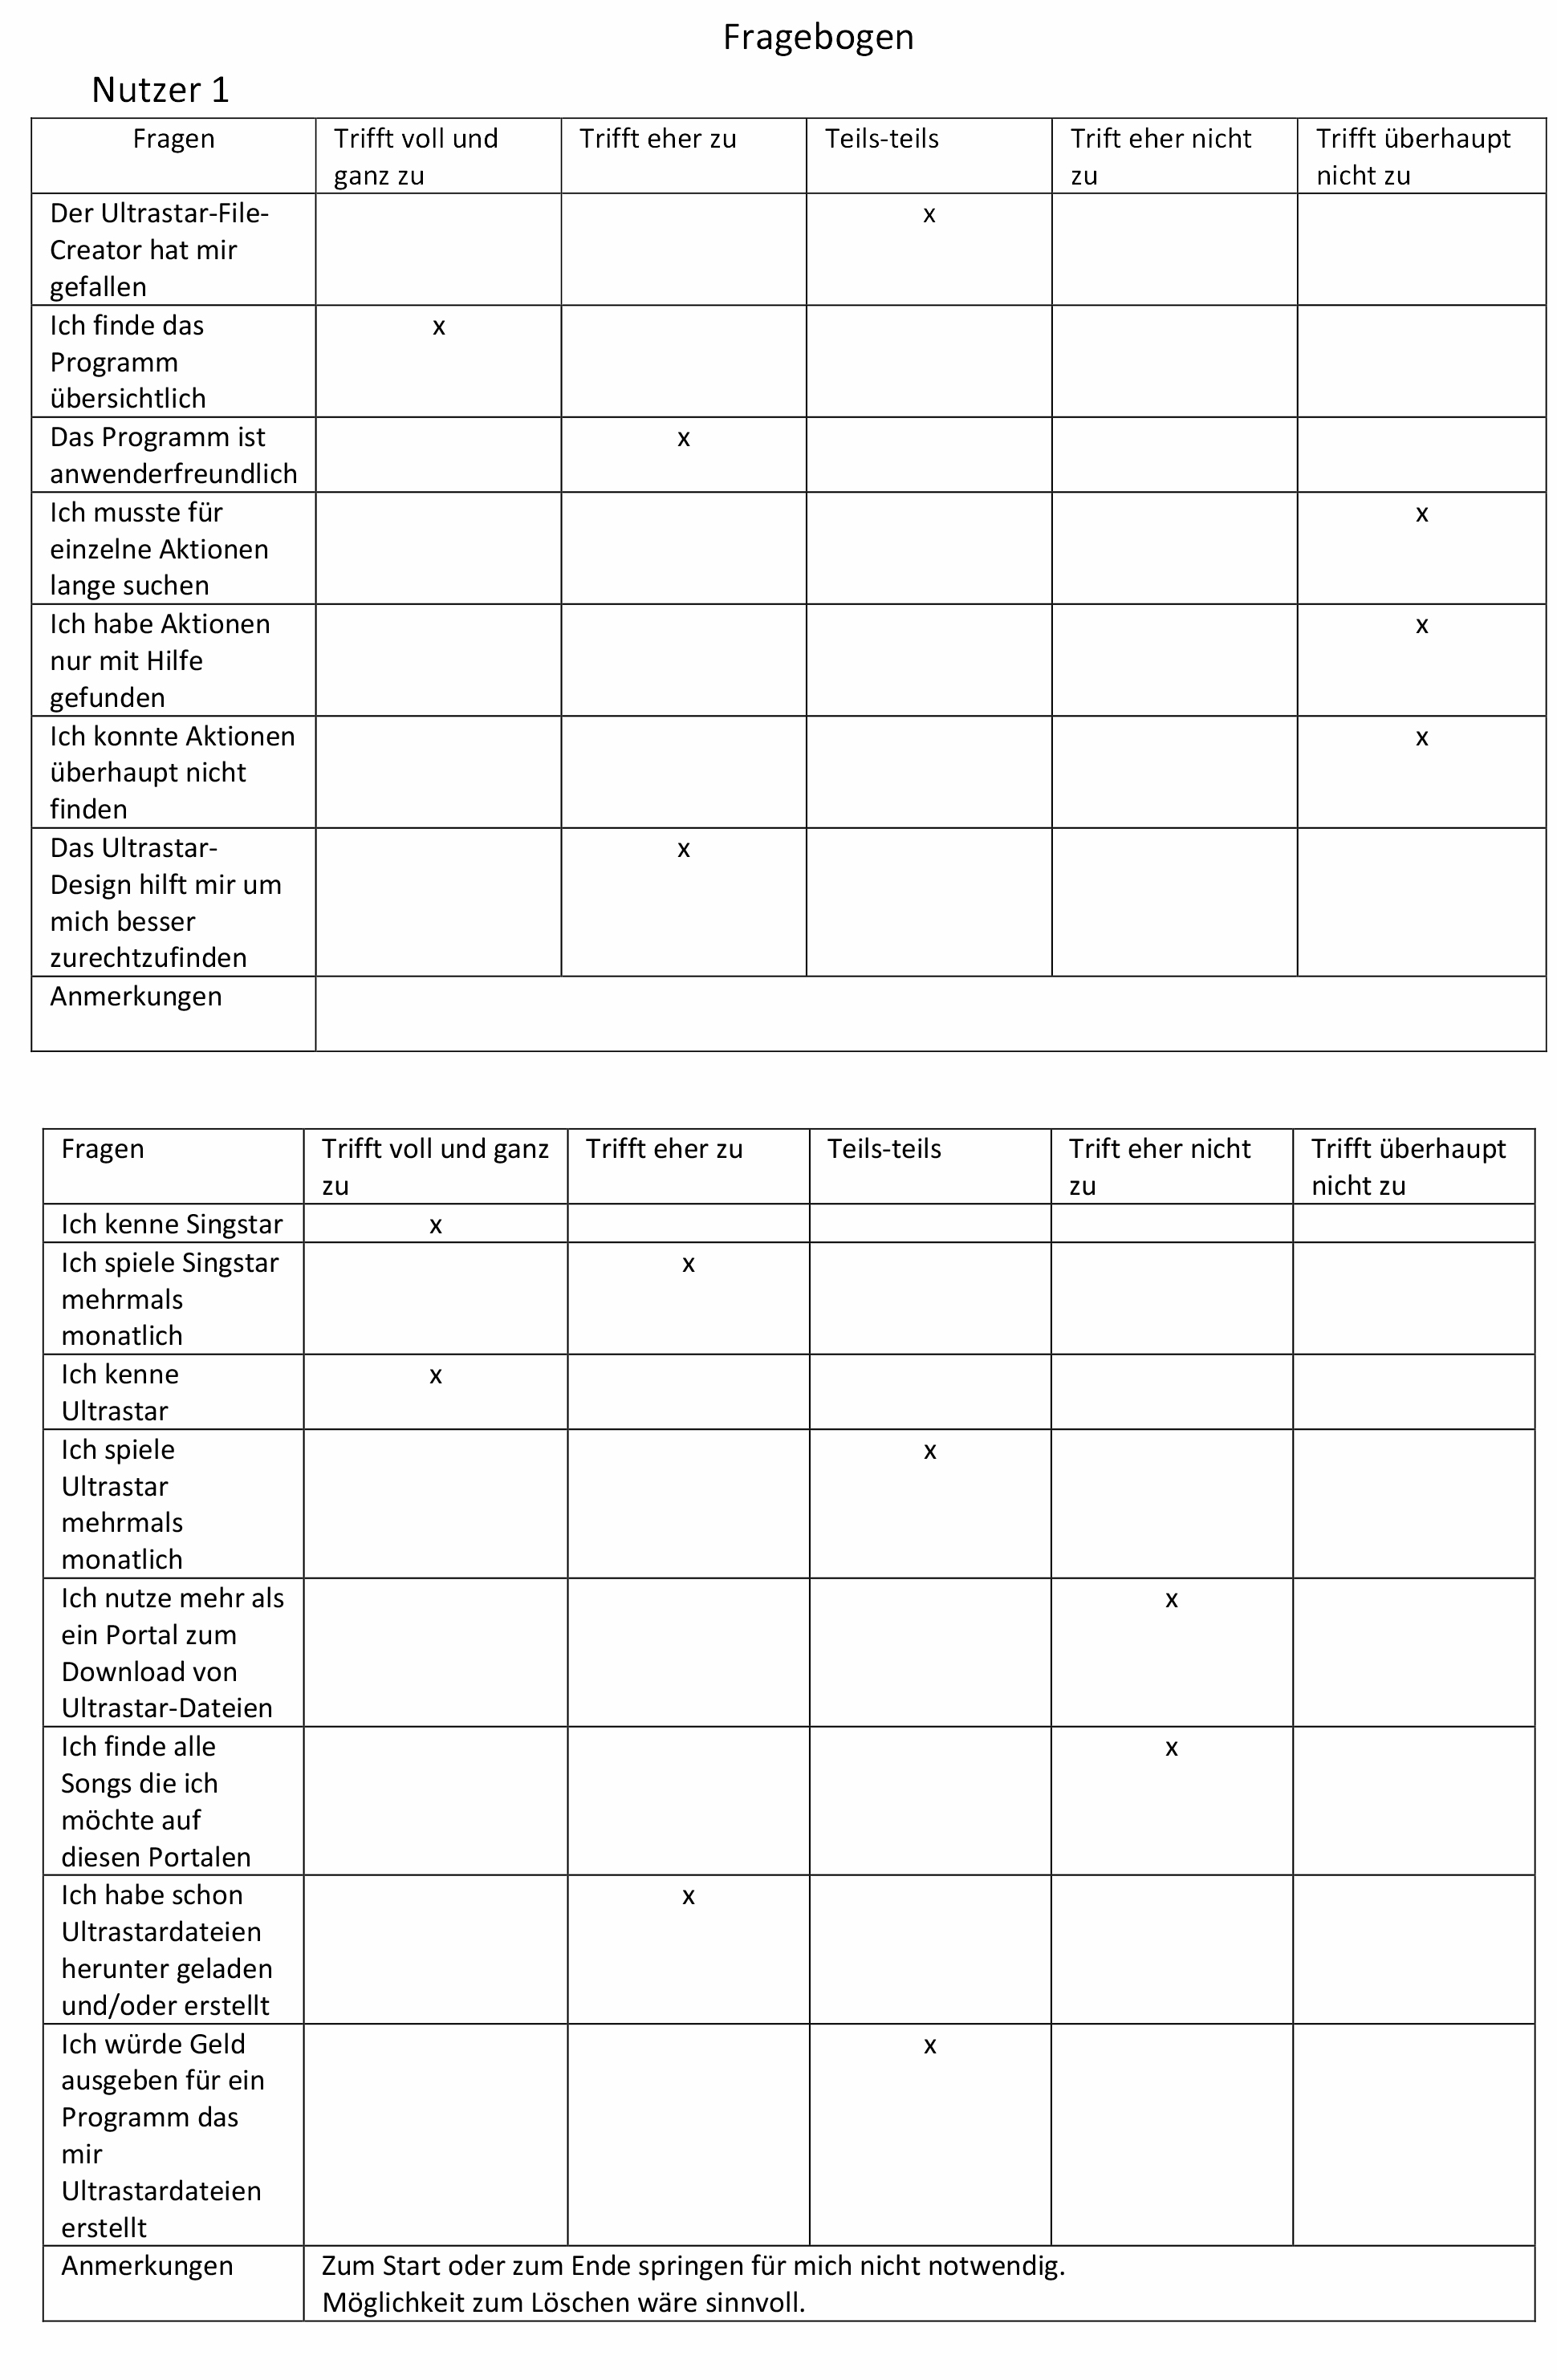 Fragebogen
Nutzer 1
Fragen
Trifft voll und
ganz zu
Trifft eher zu
Teils-teils
Trift eher nicht
zu
Trifft überhaupt
nicht zu
Der Ultrastar-File-
Creator hat mir
gefallen
x
Ich finde das
Programm
übersichtlich
x
Das Programm ist
anwenderfreundlich
x
Ich musste für
einzelne Aktionen
lange suchen
x
Ich habe Aktionen
nur mit Hilfe
gefunden
x
Ich konnte Aktionen
überhaupt nicht
finden
x
Das Ultrastar-
Design hilft mir um
mich besser
zurechtzufinden
x
Anmerkungen
Fragen
Trifft voll und ganz
zu
Trifft eher zu
Teils-teils
Trift eher nicht
zu
Trifft überhaupt
nicht zu
Ich kenne Singstar
x
Ich spiele Singstar
mehrmals
monatlich
x
Ich kenne
Ultrastar
x
Ich spiele
Ultrastar
mehrmals
monatlich
x
Ich nutze mehr als
ein Portal zum
Download von
Ultrastar-Dateien
x
Ich finde alle
Songs die ich
möchte auf
diesen Portalen
x
Ich habe schon
Ultrastardateien
herunter geladen
und/oder erstellt
x
Ich würde Geld
ausgeben für ein
Programm das
mir
Ultrastardateien
erstellt
x
Anmerkungen
Zum Start oder zum Ende springen für mich nicht notwendig.
Möglichkeit zum Löschen wäre sinnvoll.